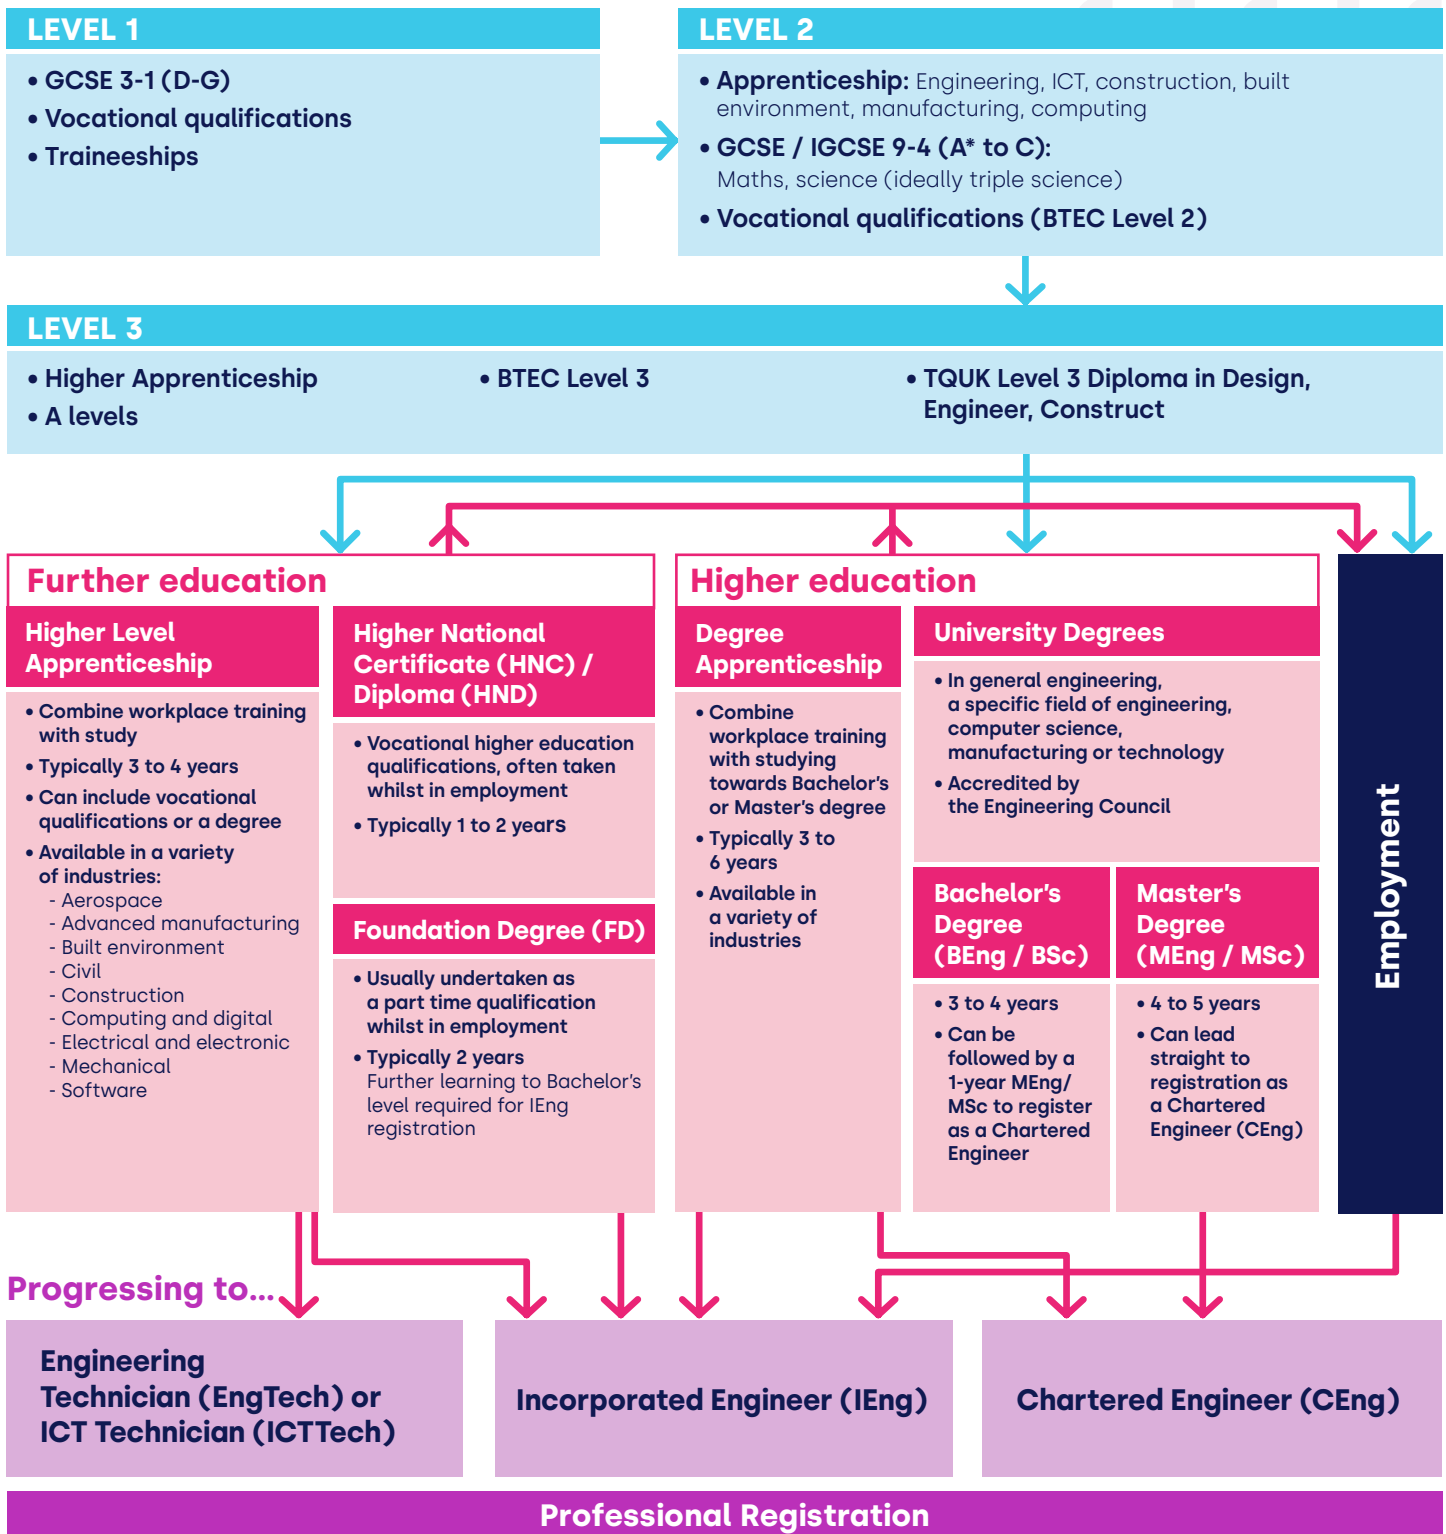 LEVEL 1
• GCSE 3-1 (D-G)
• Vocational qualifications
• Traineeships
LEVEL 2
• Apprenticeship: Engineering, ICT, construction, built
environment, manufacturing, computing
• GCSE / IGCSE 9-4 (A* to C):
Maths, science (ideally triple science)
• Vocational qualifications (BTEC Level 2)
LEVEL 3
• Higher Apprenticeship
• A levels
• BTEC Level 3
• TQUK Level 3 Diploma in Design,
Engineer, Construct
Further education
Higher Level
Apprenticeship
• Combine workplace training
with study
• Typically 3 to 4 years
• Can include vocational
qualifications or a degree
• Available in a variety
of industries:
- Aerospace
- Advanced manufacturing
- Built environment
- Civil
- Construction
- Computing and digital
- Electrical and electronic
- Mechanical
- Software
Higher National
Certificate (HNC) /
Diploma (HND)
• Vocational higher education
qualifications, often taken
whilst in employment
• Typically 1 to 2 years
Foundation Degree (FD)
• Usually undertaken as
a part time qualification
whilst in employment
• Typically 2 years
Further learning to Bachelor's
level required for IEng
registration
Higher education
Degree
Apprenticeship
• Combine
workplace training
with studying
towards Bachelor's
or Master's degree
• Typically 3 to
6 years
• Available in
a variety of
industries
University Degrees
• In general engineering,
a specific field of engineering,
computer science,
manufacturing or technology
• Accredited by
the Engineering Council
Bachelor's
Degree
(BEng / BSc)
• 3 to 4 years
• Can be
followed by a
1-year MEng/
MSc to register
as a Chartered
Engineer
Master's
Degree
(MEng / MSc)
• 4 to 5 years
• Can lead
straight to
registration as
a Chartered
Engineer (CEng)
Employment
Progressing to...
Engineering
Technician (EngTech) or
ICT Technician (ICTTech)
Incorporated Engineer (IEng)
Chartered Engineer (CEng)
Professional Registration